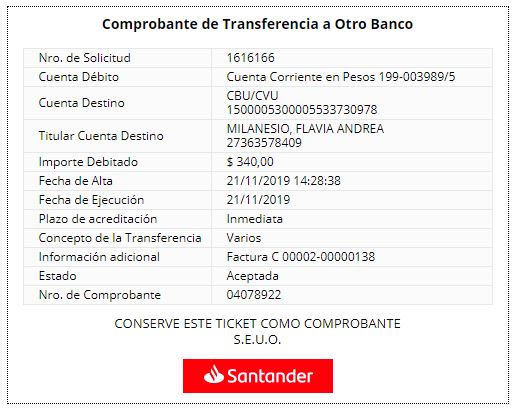 Comprobante de Transferencia a Otro Banco
Nro. de Solicitud 1616166
Cuenta Débito Cuenta Corriente en Pesos 199-003989/5
Cuenta Destino CBU/CVU
1500005300005533730978
Titular Cuenta Destino MILANESIO, FLAVIA ANDREA
27363578409
Importe Debitado $ 340,00
Fecha de Alta 21/11/2019 14:28:38
Fecha de Ejecución 21/11/2019
Plazo de acreditación Inmediata
Concepto de la Transferencia Varios
Información adicional Factura C 00002-00000138
Estado Aceptada
Nro. de Comprobante 04078922
CONSERVE ESTE TICKET COMO COMPROBANTE
S.E.U.O.
Santander